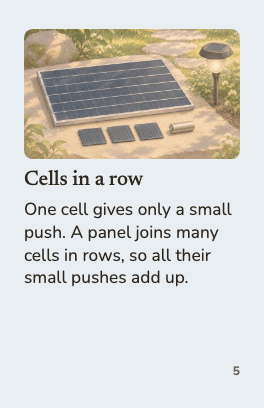 Cells in a row
One cell gives only a small
push. A panel joins many
cells in rows, so all their
small pushes add up.
5